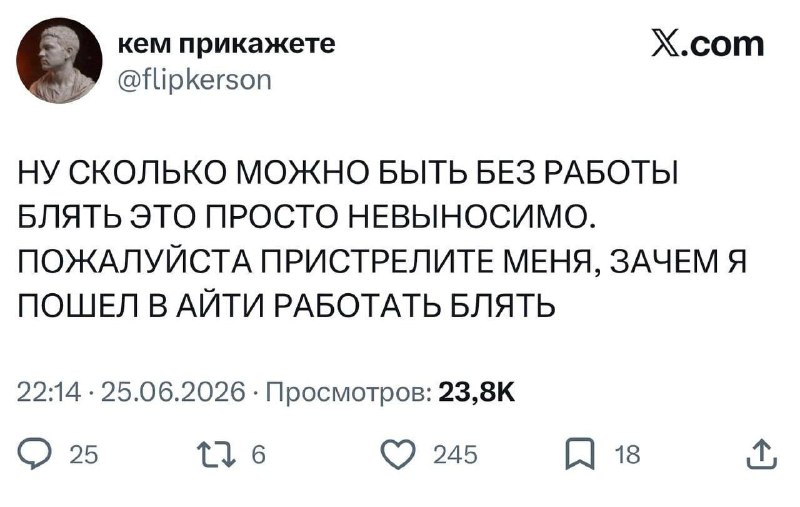 кем прикажете
@flipkerson
X.com
НУ СКОЛЬКО МОЖНО БЫТЬ БЕЗ РАБОТЫ
БЛЯТЬ ЭТО ПРОСТО НЕВЫНОСИМО.
ПОЖАЛУЙСТА ПРИСТРЕЛИТЕ МЕНЯ, ЗАЧЕМ Я
ПОШЕЛ В АЙТИ РАБОТАТЬ БЛЯТЬ
22:14 · 25.06.2026 · Просмотров: 23,8K
25 6 245 18